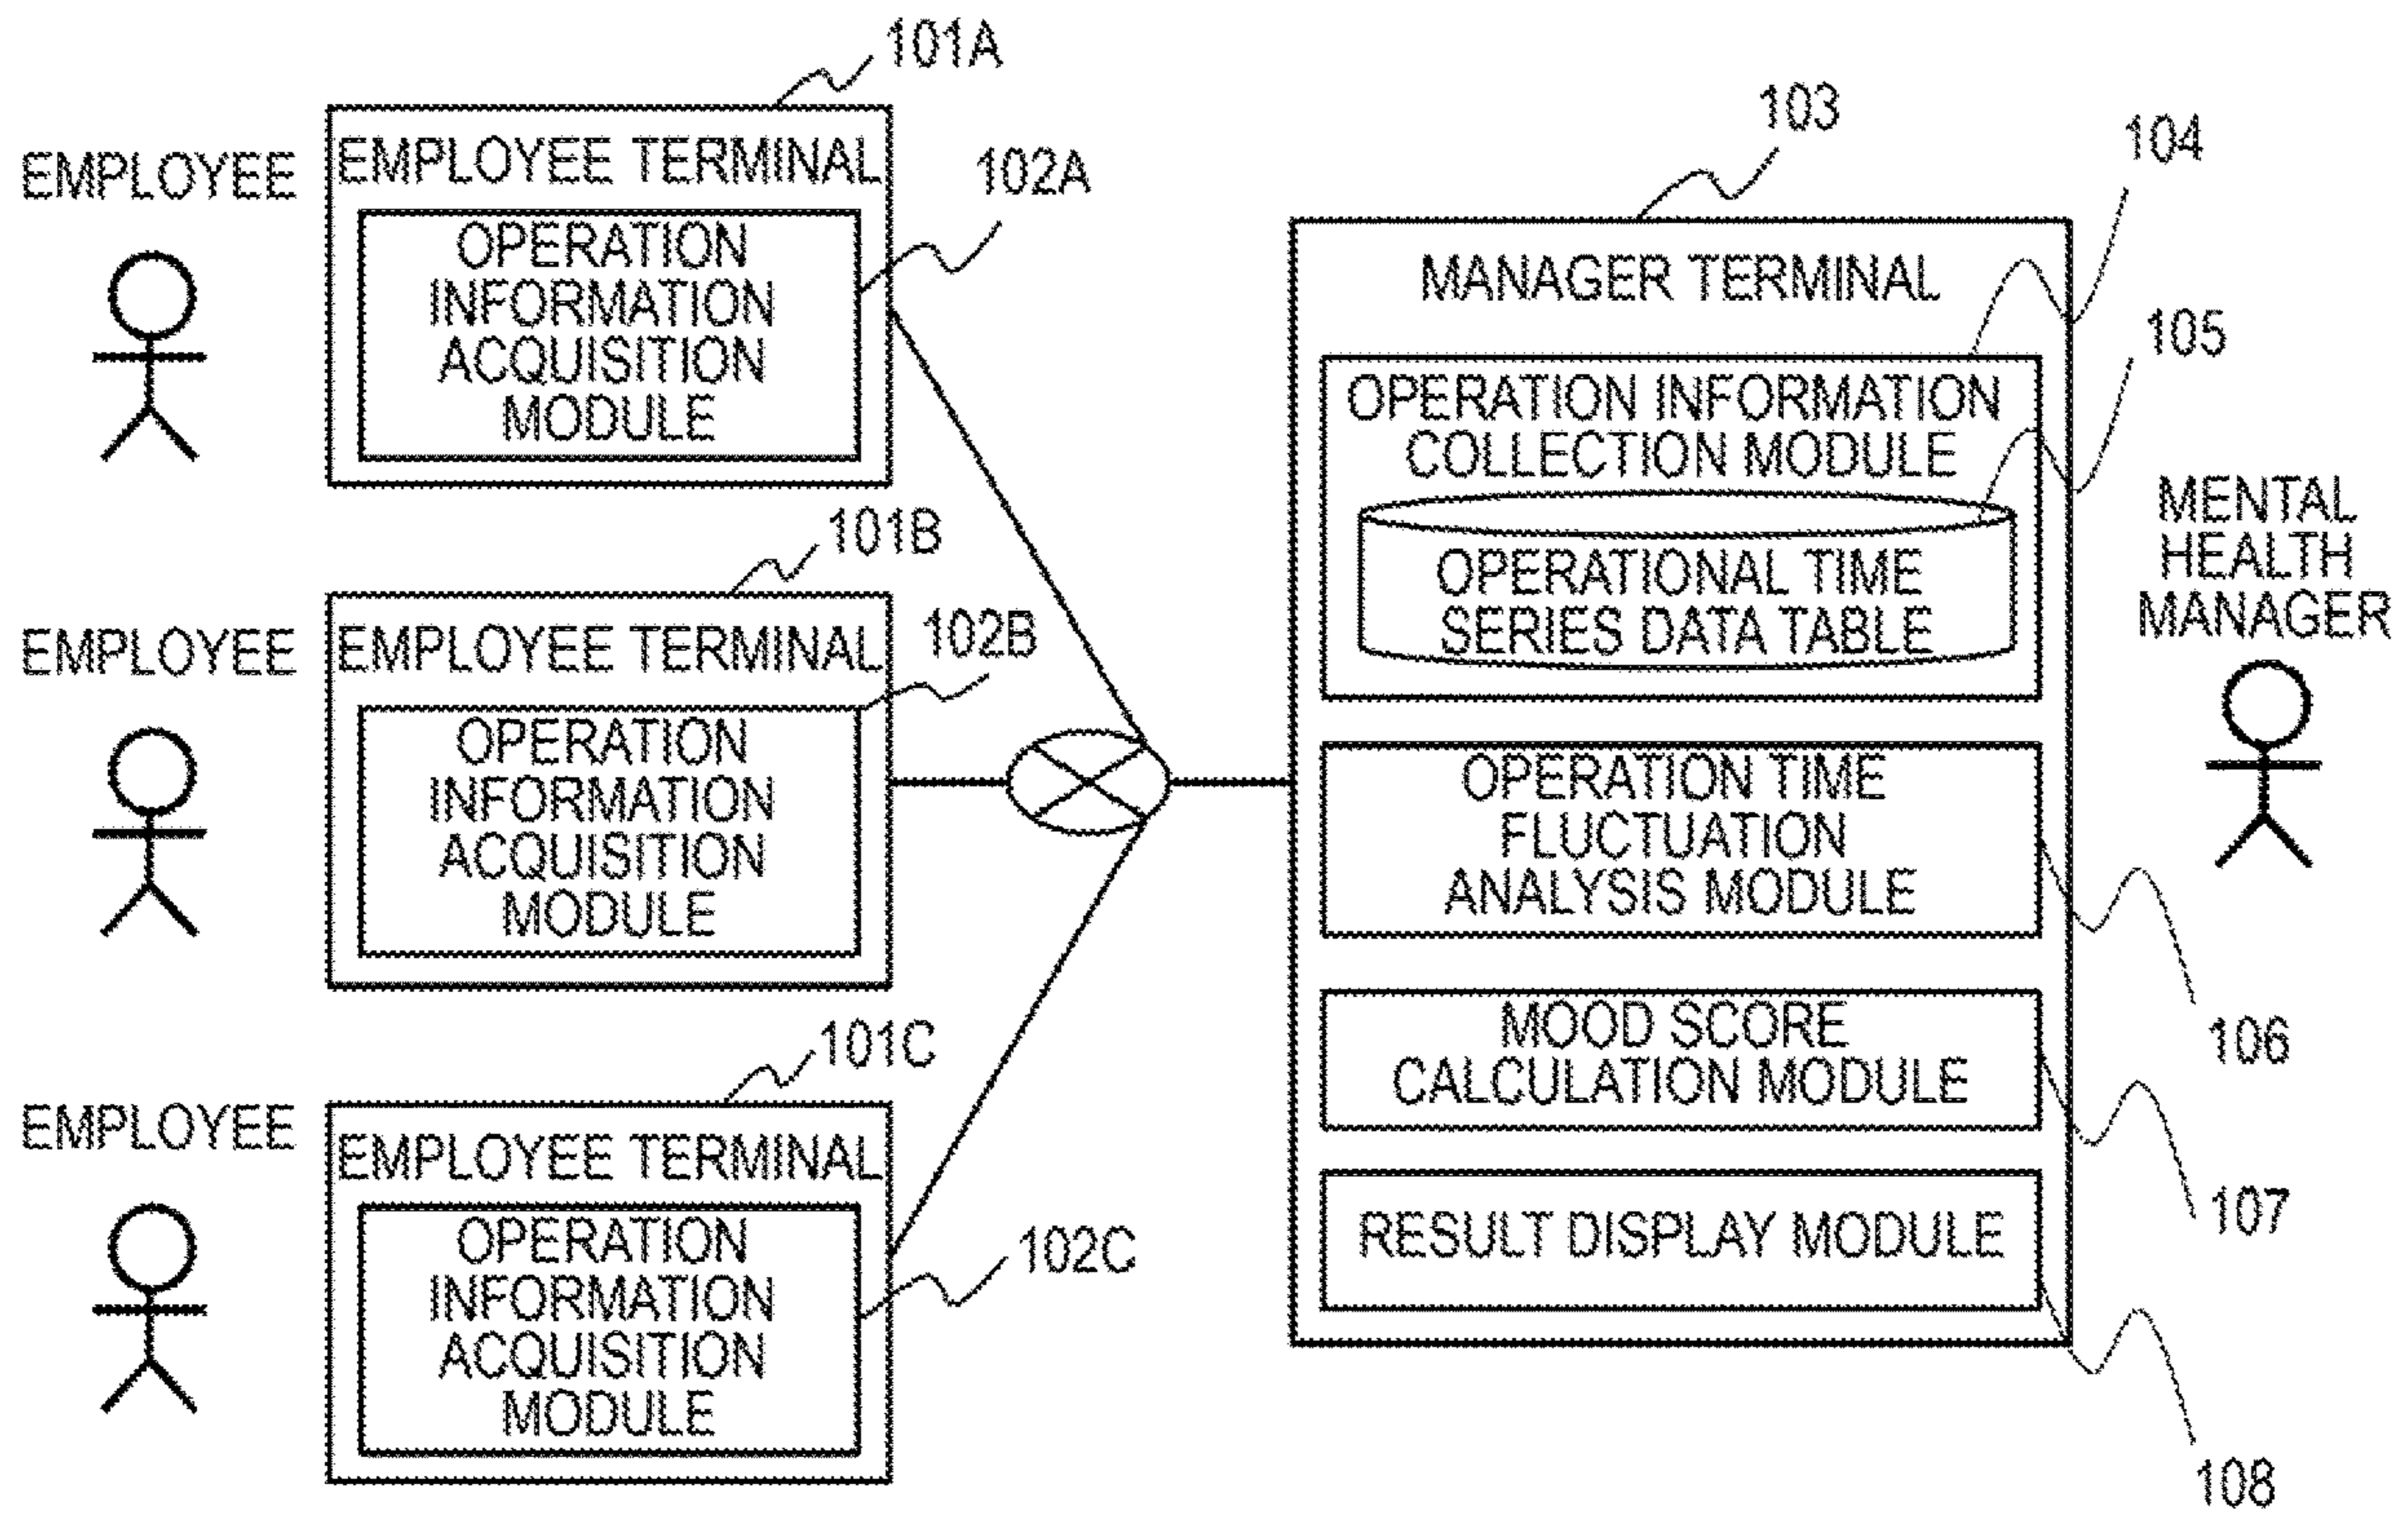 101A
EMPLOYEE
EMPLOYEE TERMINAL
102A
OPERATION
INFORMATION
ACQUISITION
MODULE
101B
EMPLOYEE
EMPLOYEE TERMINAL
102B
OPERATION
INFORMATION
ACQUISITION
MODULE
101C
EMPLOYEE
EMPLOYEE TERMINAL
102C
OPERATION
INFORMATION
ACQUISITION
MODULE
103
MANAGER TERMINAL
104
OPERATION INFORMATION
COLLECTION MODULE
105
OPERATIONAL TIME
SERIES DATA TABLE
OPERATION TIME
FLUCTUATION
ANALYSIS MODULE
106
MOOD SCORE
CALCULATION MODULE
107
RESULT DISPLAY MODULE
108
MENTAL
HEALTH
MANAGER